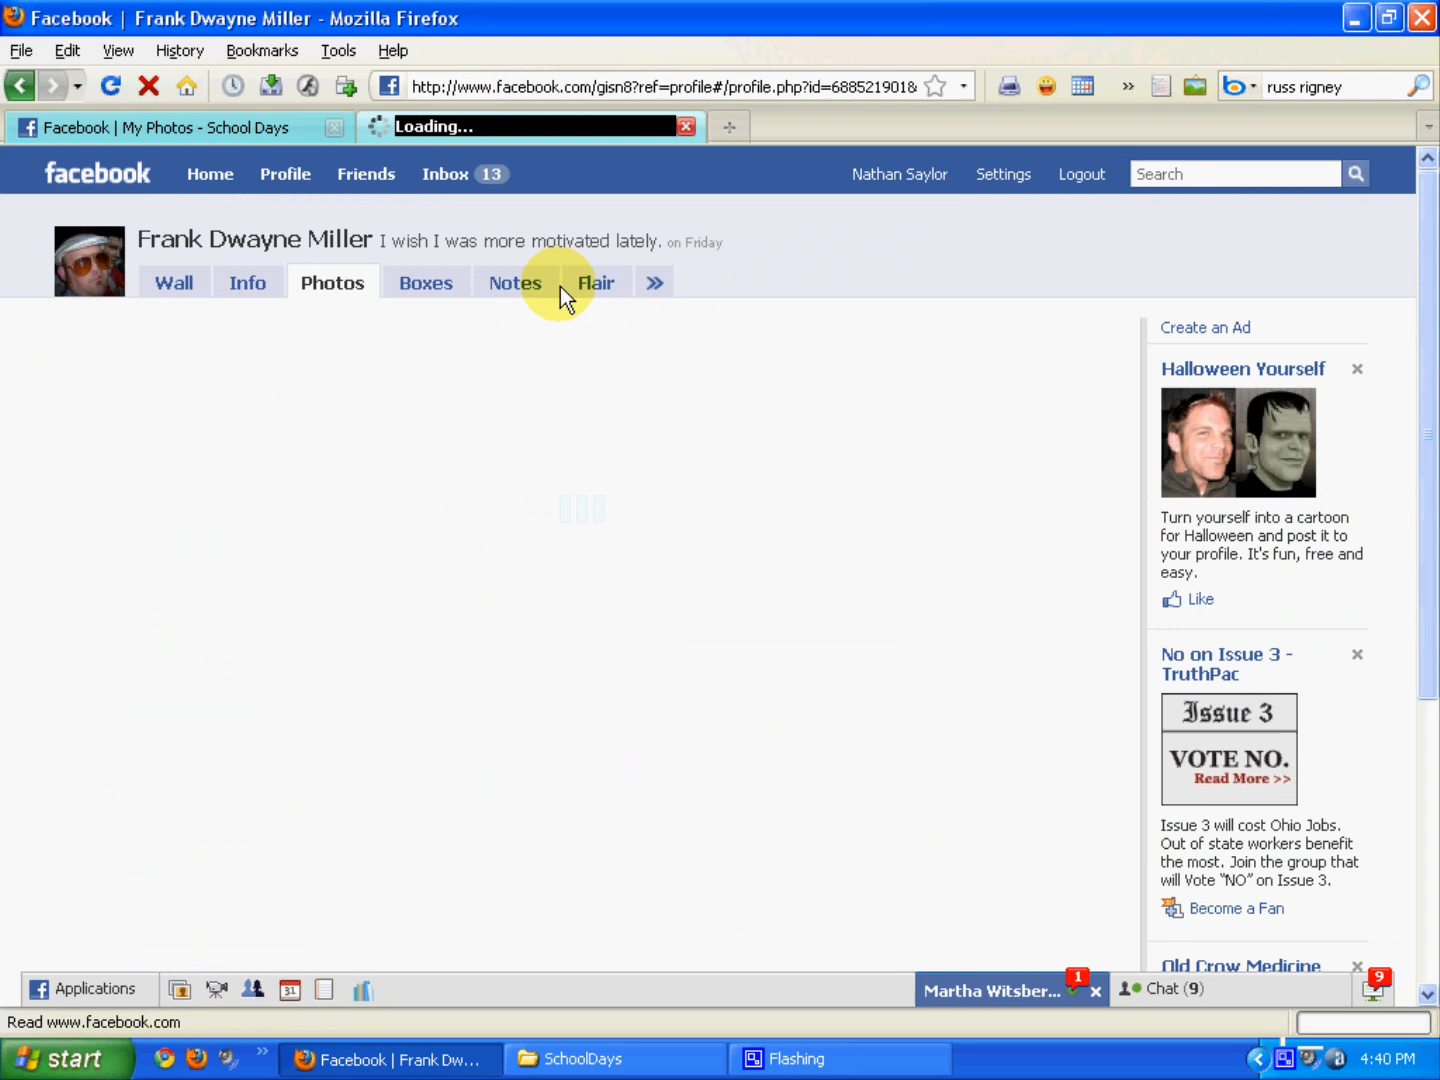 Facebook | Frank Dwayne Miller - Mozilla Firefox
File Edit View History Bookmarks Tools Help
http://www.facebook.com/gisn8?ref=profile#/profile.php?id=688521901& russ rigney
Facebook | My Photos - School Days Loading...
facebook Home Profile Friends Inbox 13 Nathan Saylor Settings Logout Search
Frank Dwayne Miller I wish I was more motivated lately. on Friday
Wall Info Photos Boxes Notes Flair »
Create an Ad
Halloween Yourself
Turn yourself into a cartoon
for Halloween and post it to
your profile. It's fun, free and
easy.
Like
No on Issue 3 -
TruthPac
Issue 3
VOTE NO.
Read More >>
Issue 3 will cost Ohio Jobs.
Out of state workers benefit
the most. Join the group that
will Vote "NO" on Issue 3.
Become a Fan
Old Crow Medicine
Applications 31 Martha Witsber... 1 Chat (9) 9
Read www.facebook.com
start Facebook | Frank Dw... SchoolDays Flashing 4:40 PM